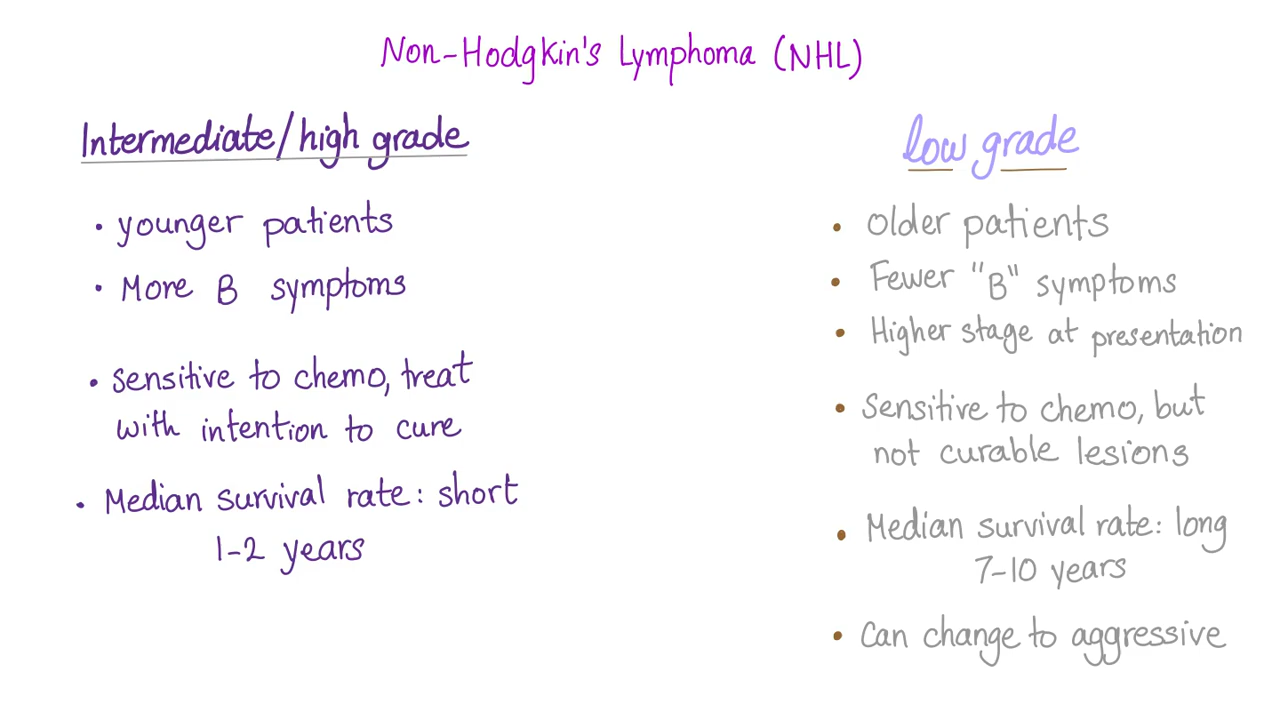 Non-Hodgkin's Lymphoma (NHL)
Intermediate/high grade
• younger patients
• More B symptoms
• sensitive to chemo, treat
with intention to cure
• Median survival rate: short
1-2 years
low grade
• Older patients
• Fewer "B" symptoms
• Higher stage at presentation
• Sensitive to chemo, but
not curable lesions
• Median survival rate: long
7-10 years
• Can change to aggressive